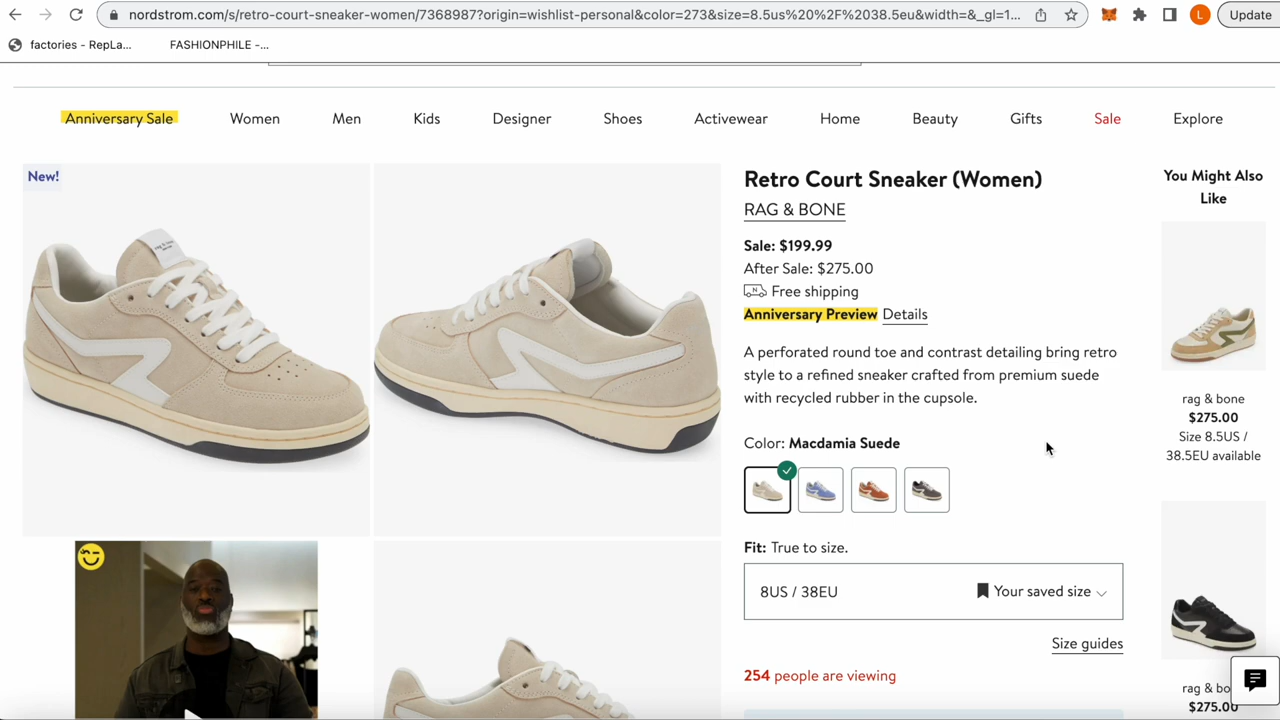 nordstrom.com/s/retro-court-sneaker-women/7368987?origin=wishlist-personal&color=273&size=8.5us%20%2F%2038.5eu&width=&_gl=1...
L
Update
factories - RepLa...
FASHIONPHILE -...
Anniversary Sale
Women
Men
Kids
Designer
Shoes
Activewear
Home
Beauty
Gifts
Sale
Explore
New!
rag & bone
Retro Court Sneaker (Women)
RAG & BONE
Sale: $199.99
After Sale: $275.00
N Free shipping
Anniversary Preview Details
A perforated round toe and contrast detailing bring retro
style to a refined sneaker crafted from premium suede
with recycled rubber in the cupsole.
Color: Macdamia Suede
Fit: True to size.
8US / 38EU
Your saved size
Size guides
254 people are viewing
You Might Also
Like
rag & bone
$275.00
Size 8.5US /
38.5EU available
rag & bo
$275.00